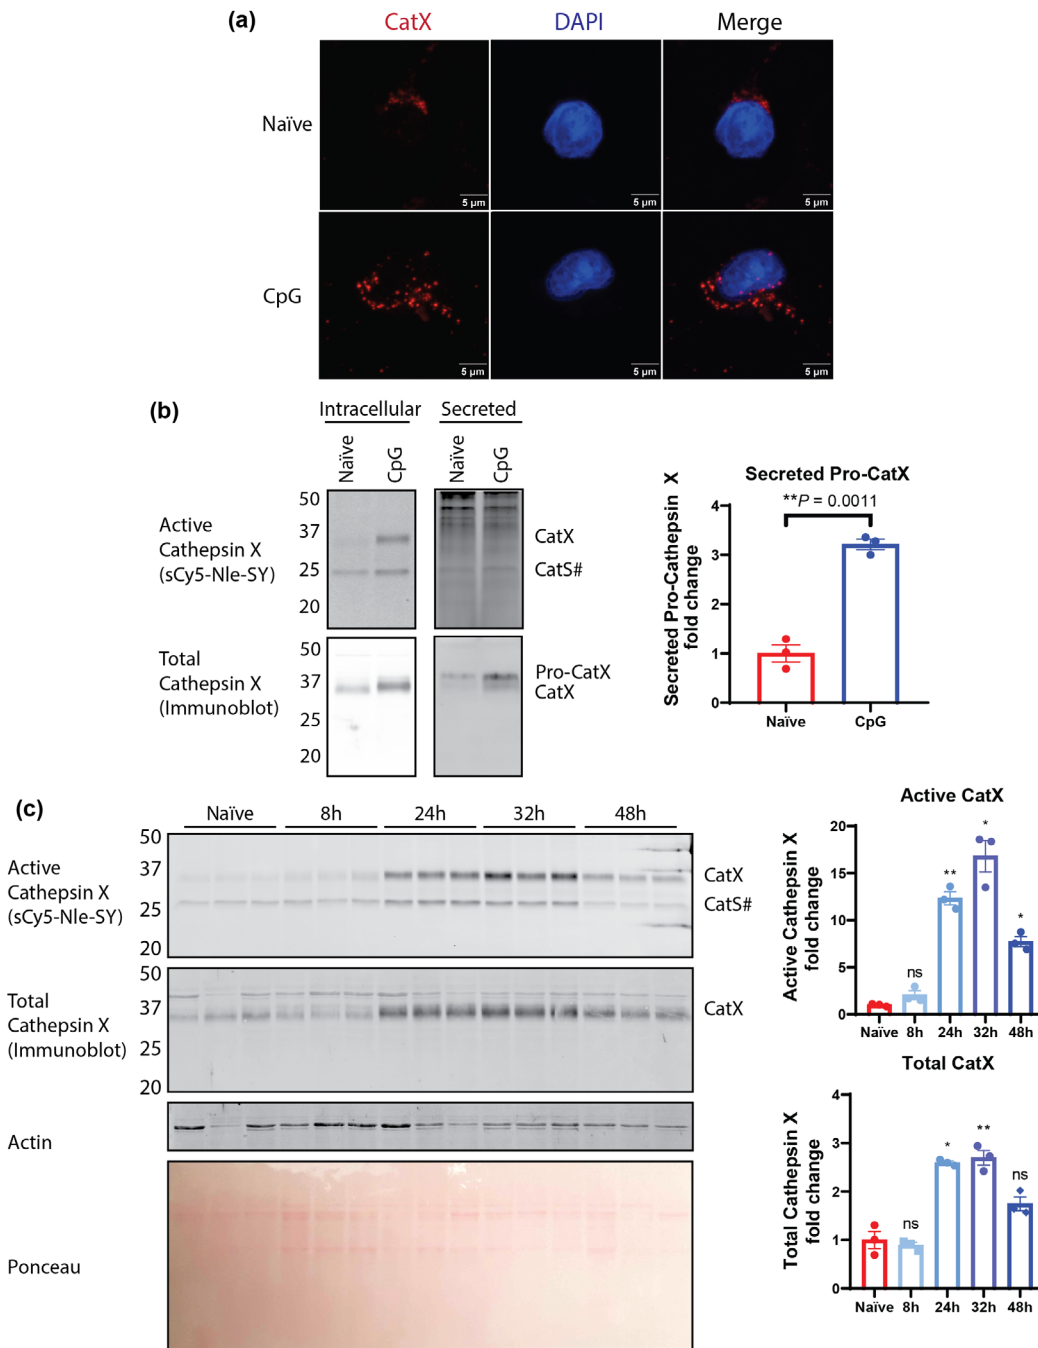 (a)
CatX DAPI Merge
Naïve
5 µm 5 µm 5 µm
CpG
5 µm 5 µm 5 µm
(b)
Intracellular Secreted
Naïve CpG Naïve CpG
Active
Cathepsin X
(sCy5-Nle-SY)
50
37
25
20
CatX
CatS#
Total
Cathepsin X
(Immunoblot)
50
37
25
20
Pro-CatX
CatX
Secreted Pro-CatX
**P = 0.0011
Secreted Pro-Cathepsin X
fold change
4
3
2
1
0
Naïve CpG
(c)
Naïve 8h 24h 32h 48h
Active
Cathepsin X
(sCy5-Nle-SY)
50
37
25
20
CatX
CatS#
Total
Cathepsin X
(Immunoblot)
50
37
25
20
CatX
Actin
Ponceau
Active CatX
Active Cathepsin X
fold change
20
15
10
5
0
ns ** * *
Naïve 8h 24h 32h 48h
Total CatX
Total Cathepsin X
fold change
4
3
2
1
0
ns * ** ns
Naïve 8h 24h 32h 48h